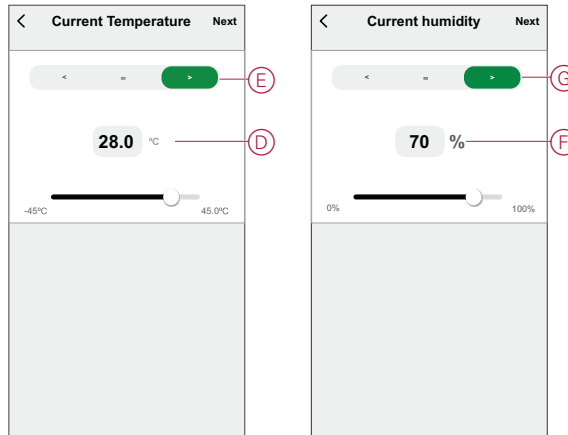 Current Temperature Next
< = > E
28.0 °C D
-45°C 45.0°C
Current humidity Next
< = > G
70 % F
0% 100%